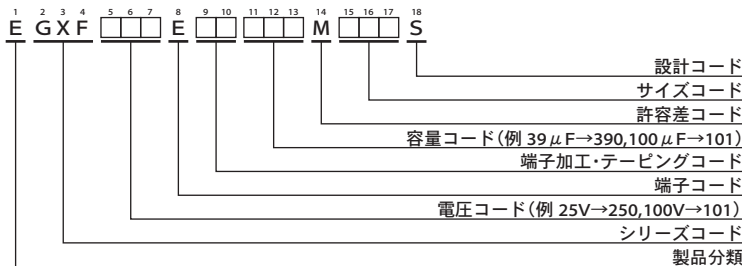 1 2 3 4 5 6 7 8 9 10 11 12 13 14 15 16 17 18
E GXF □□□ E □□ □□□ M □□□ S
設計コード
サイズコード
許容差コード
容量コード(例 39μF→390,100μF→101)
端子加工・テーピングコード
端子コード
電圧コード(例 25V→250,100V→101)
シリーズコード
製品分類